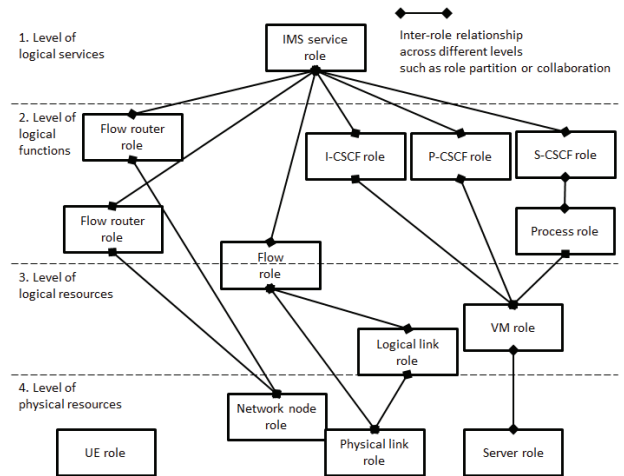 1. Level of
logical services
IMS service
role
Inter-role relationship
across different levels
such as role partition or collaboration
2. Level of
logical
functions
Flow router
role
I-CSCF role
P-CSCF role
S-CSCF role
Flow router
role
Process role
Flow
role
3. Level of
logical resources
VM role
Logical link
role
4. Level of
physical resources
Network node
role
UE role
Physical link
role
Server role